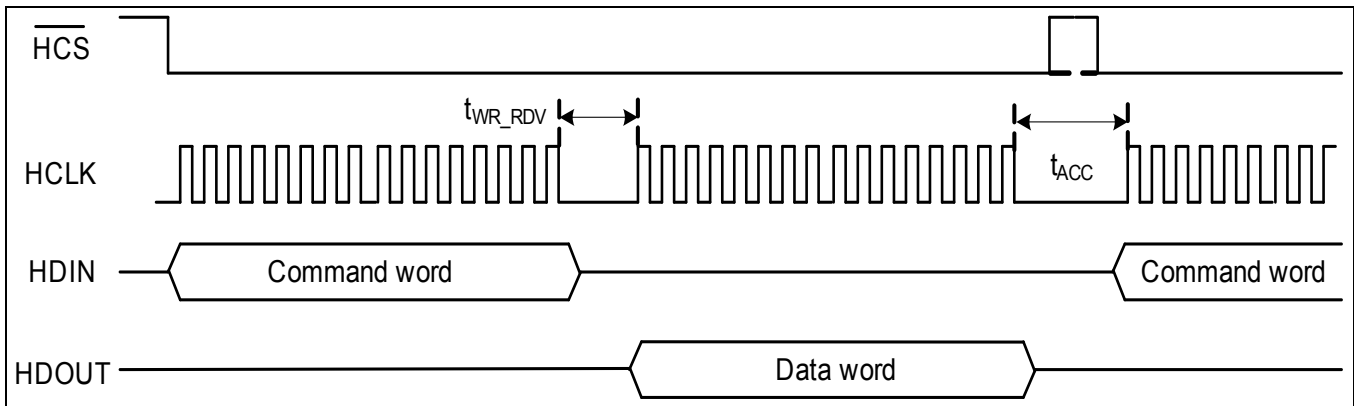 HCS
tWR_RDV
HCLK
tACC
HDIN
Command word
Command word
HDOUT
Data word